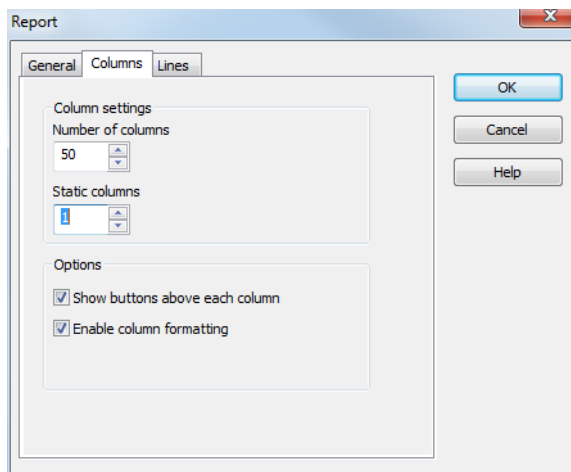 Report
General Columns Lines
Column settings
Number of columns
50
Static columns
1
Options
Show buttons above each column
Enable column formatting
OK
Cancel
Help